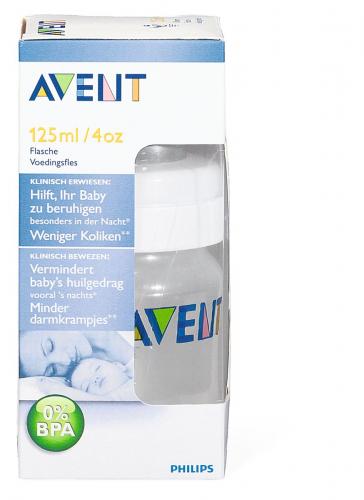 AVENT
125ml/4oz
Flasche
Voedingsfles
KLINISCH ERWIESEN:
Hilft, Ihr Baby
zu beruhigen
besonders in der Nacht*
Weniger Koliken**
KLINISCH BEWEZEN:
Vermindert
baby's huilgedrag
vooral 's nachts*
Minder
darmkrampjes**
AVENT
0%
BPA
PHILIPS